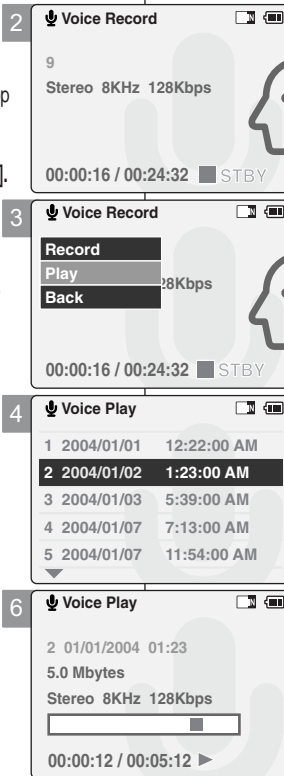 2
Voice Record
N
9
p
Stereo 8KHz 128Kbps
].
00:00:16 / 00:24:32 STBY
3
Voice Record
N
Record
Play
28Kbps
Back
00:00:16 / 00:24:32 STBY
4
Voice Play
N
1 2004/01/01 12:22:00 AM
2 2004/01/02 1:23:00 AM
3 2004/01/03 5:39:00 AM
4 2004/01/07 7:13:00 AM
5 2004/01/07 11:54:00 AM
6
Voice Play
N
2 01/01/2004 01:23
5.0 Mbytes
Stereo 8KHz 128Kbps
00:00:12 / 00:05:12